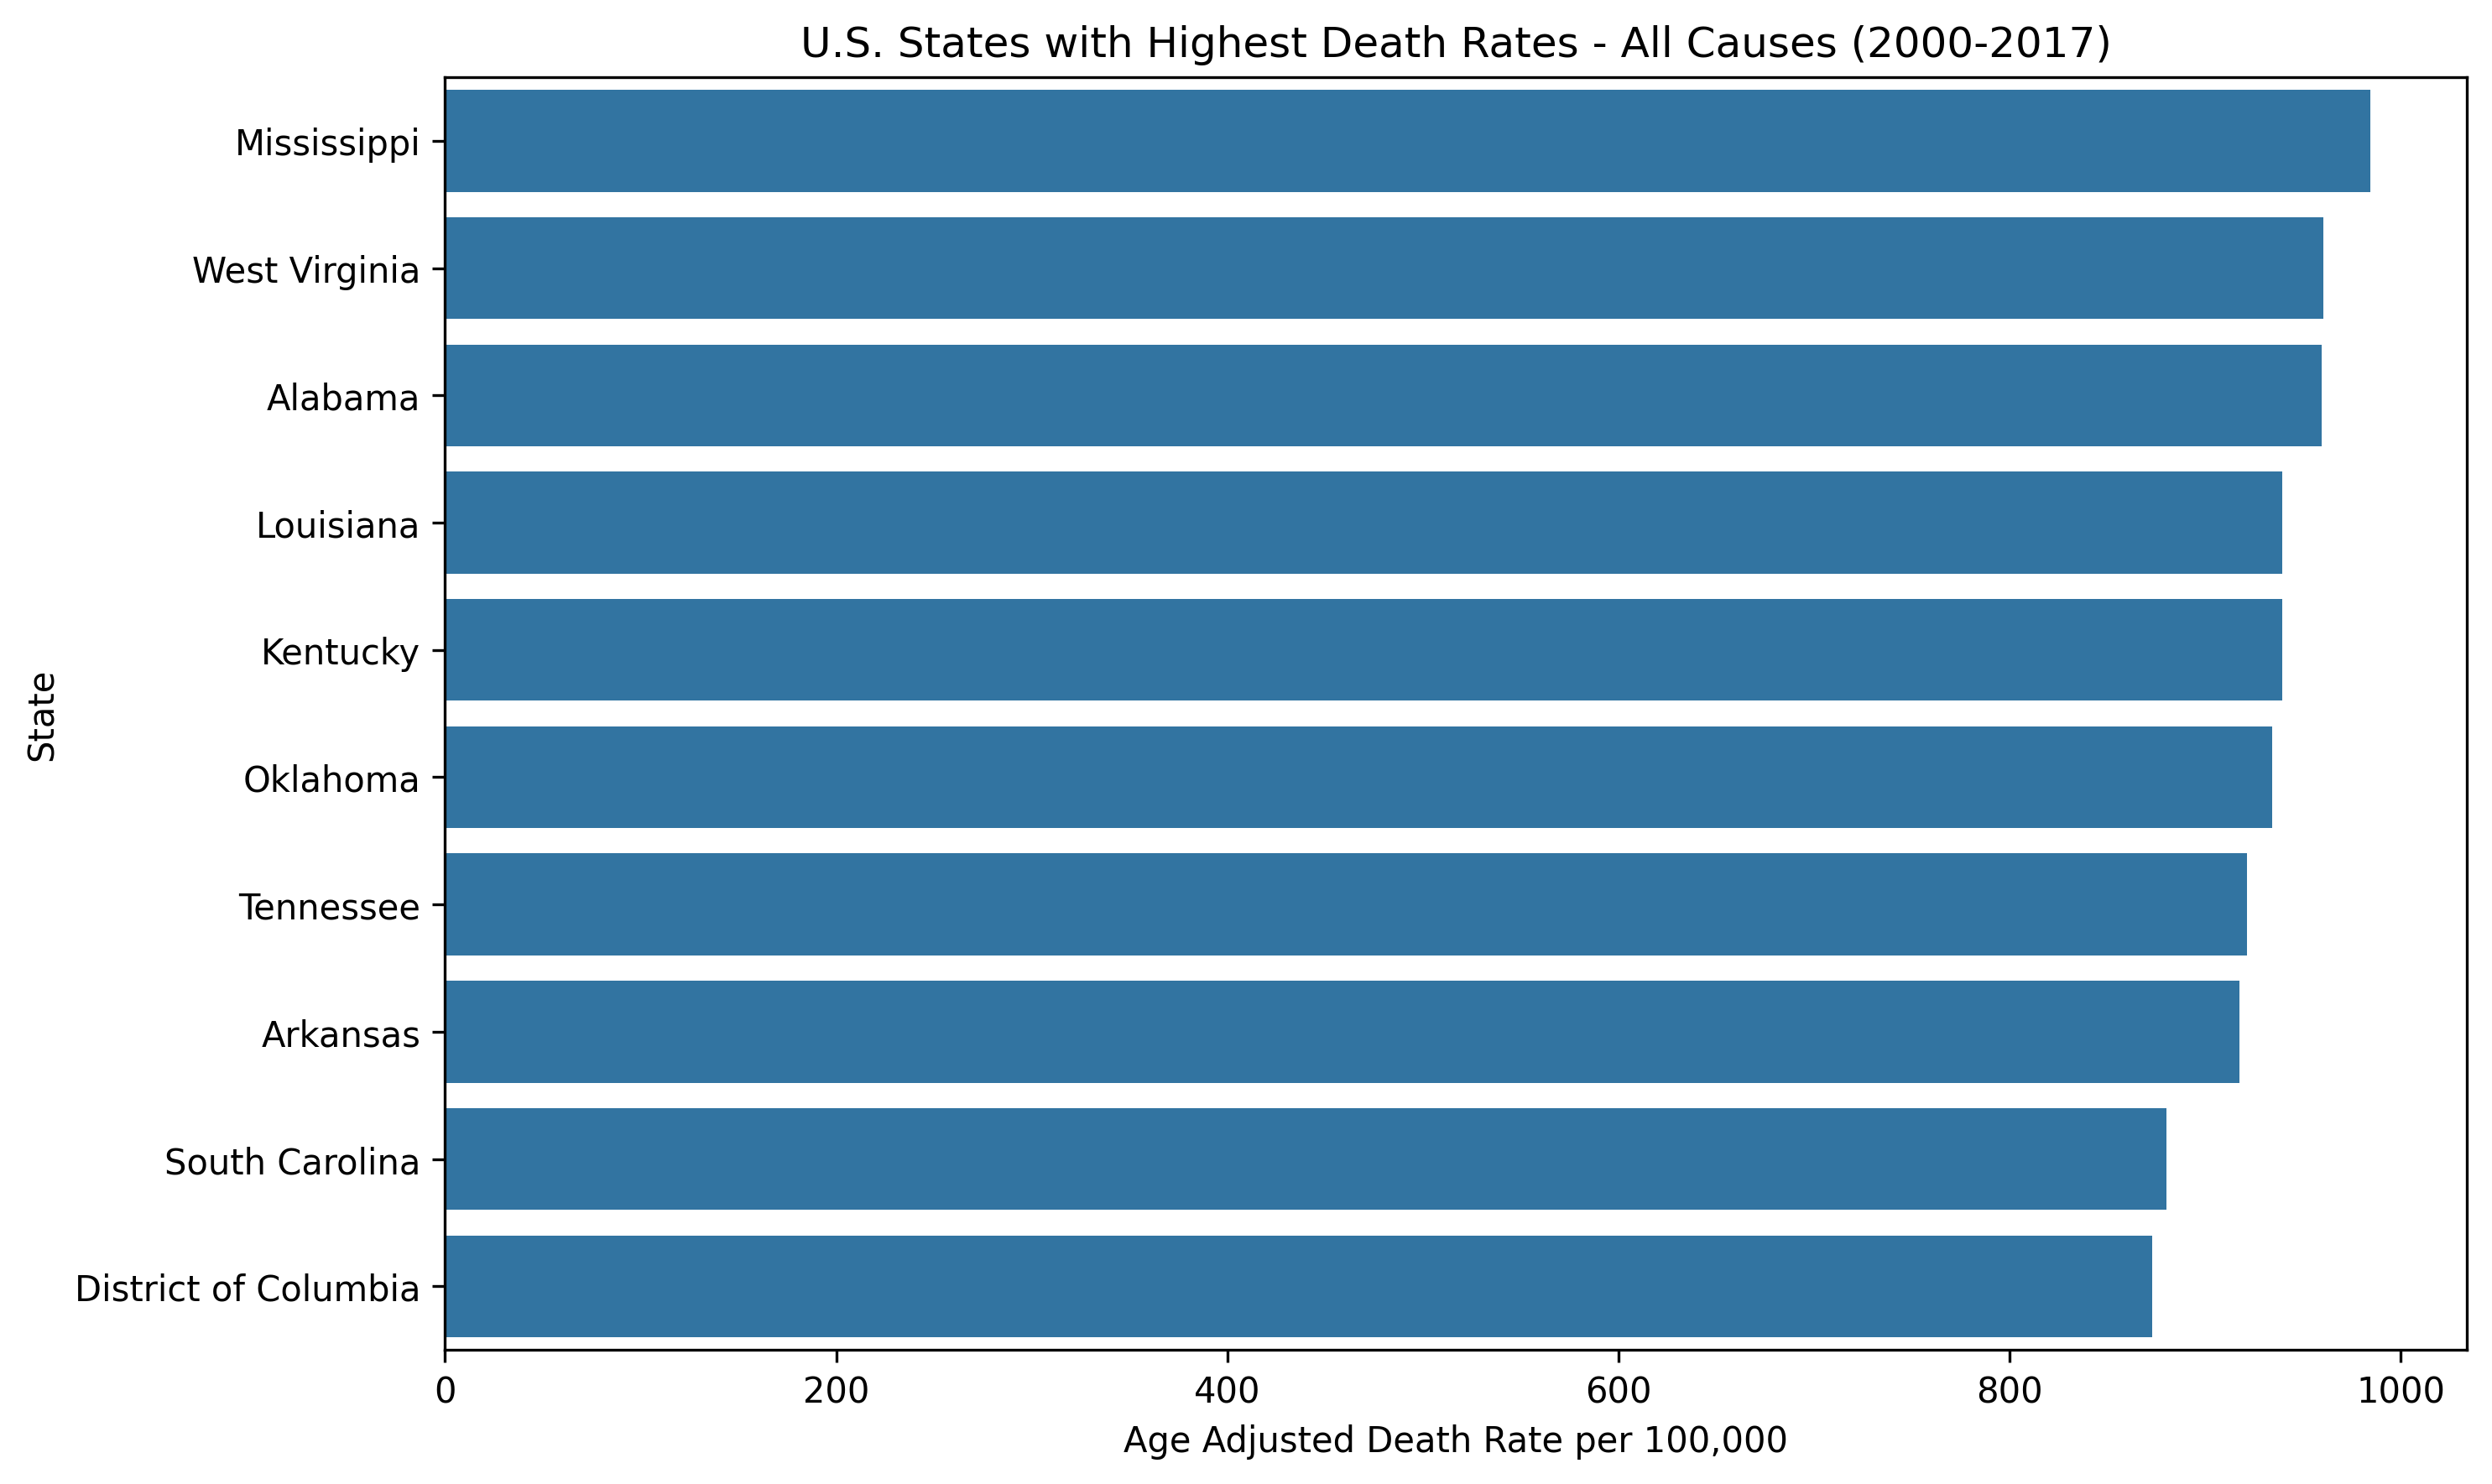 U.S. States with Highest Death Rates - All Causes (2000-2017)
State
Mississippi
West Virginia
Alabama
Louisiana
Kentucky
Oklahoma
Tennessee
Arkansas
South Carolina
District of Columbia
0 200 400 600 800 1000
Age Adjusted Death Rate per 100,000